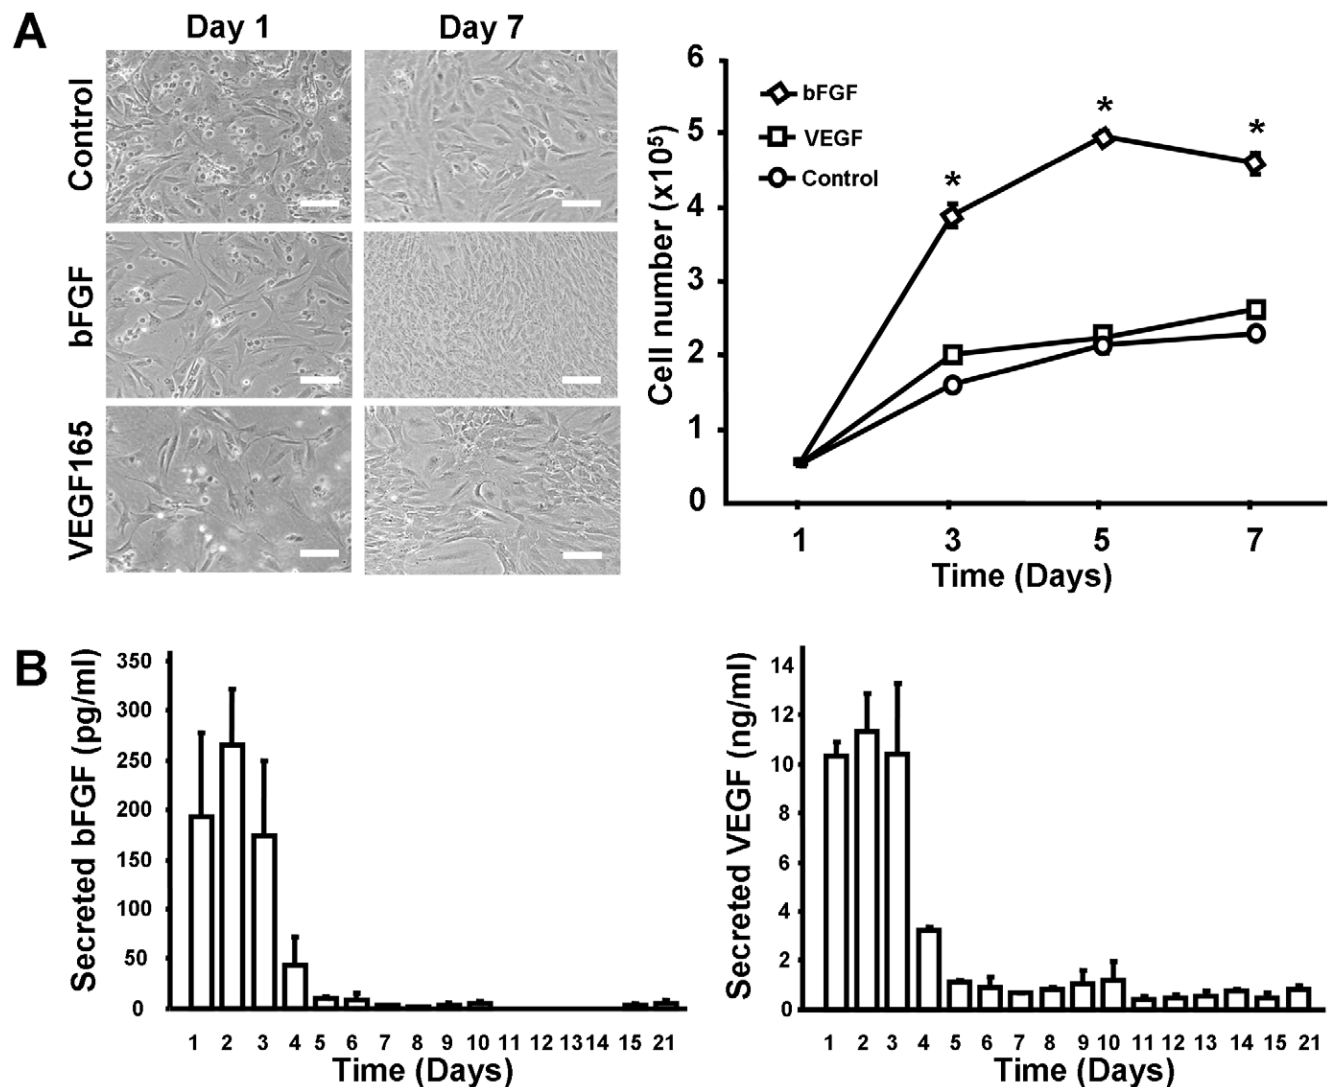 A
Day 1
Day 7
Control
bFGF
VEGF165
Cell number (x10⁵)
6
5
4
3
2
1
0
bFGF
VEGF
Control
*
*
*
1 3 5 7
Time (Days)
B
Secreted bFGF (pg/ml)
350
300
250
200
150
100
50
0
1 2 3 4 5 6 7 8 9 10 11 12 13 14 15 21
Time (Days)
Secreted VEGF (ng/ml)
14
12
10
8
6
4
2
0
1 2 3 4 5 6 7 8 9 10 11 12 13 14 15 21
Time (Days)